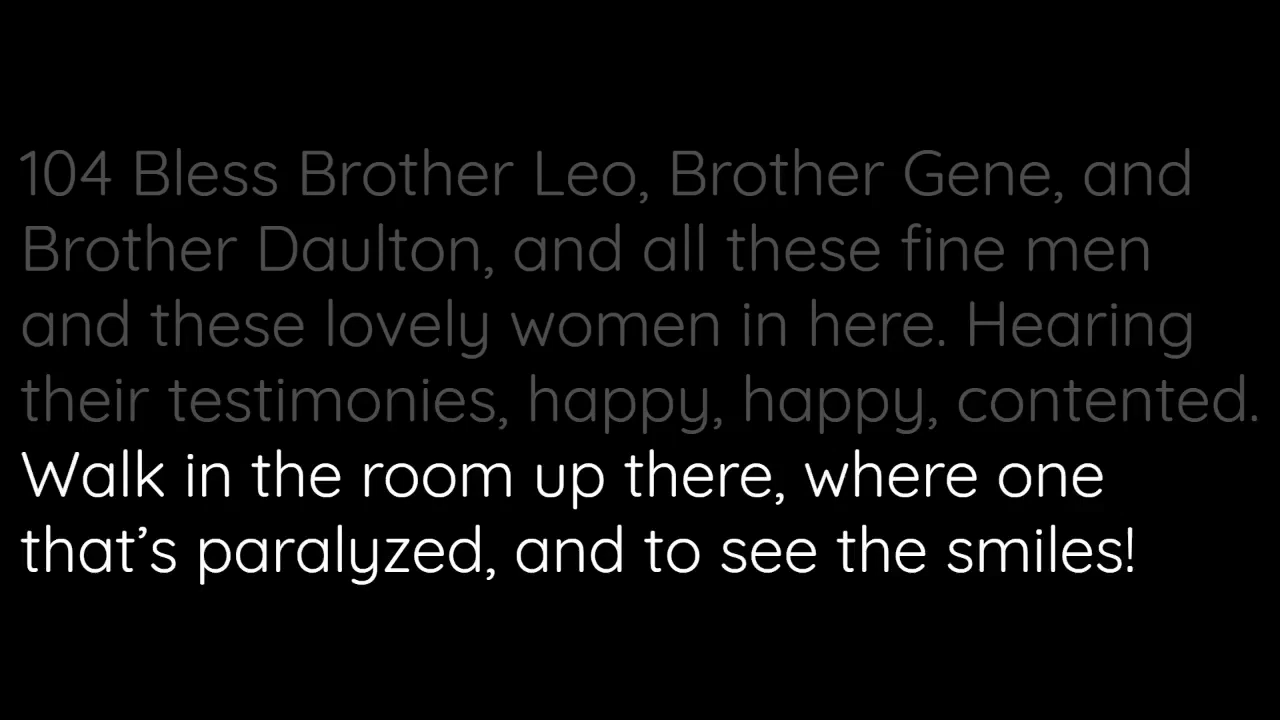 104 Bless Brother Leo, Brother Gene, and
Brother Daulton, and all these fine men
and these lovely women in here. Hearing
their testimonies, happy, happy, contented.
Walk in the room up there, where one
that’s paralyzed, and to see the smiles!